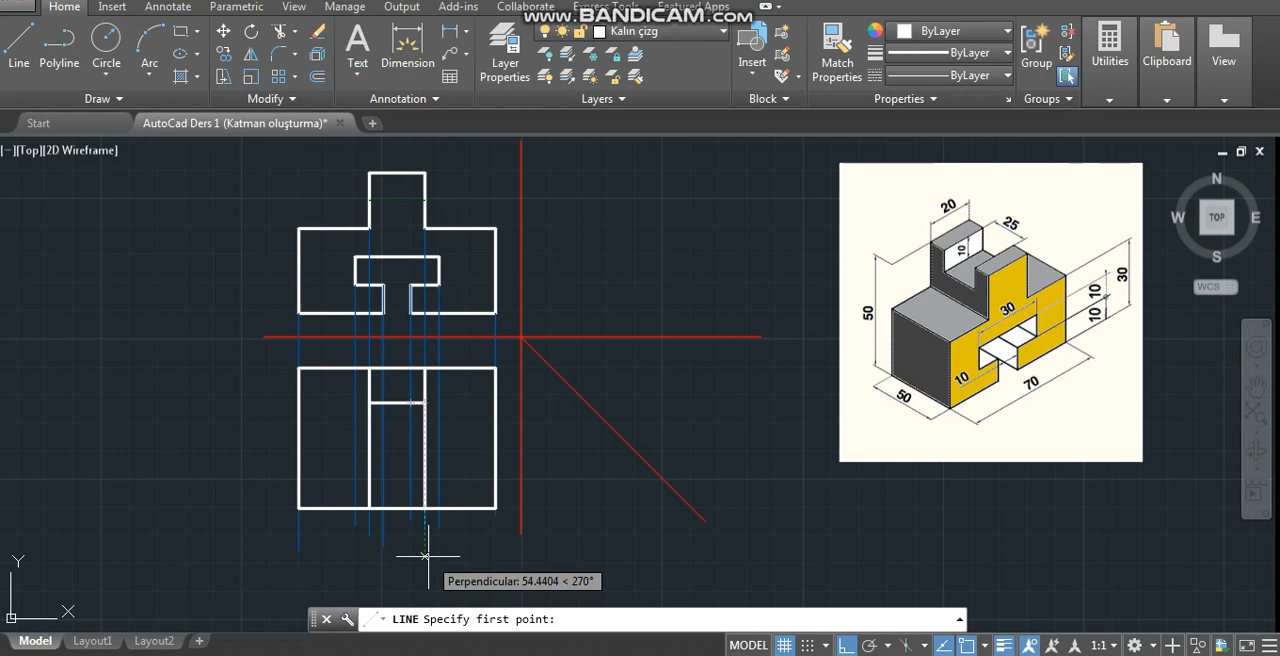 Home Insert Annotate Parametric View Manage Output Add-ins Collaborate Express Tools Featured Apps
www.BANDICAM.com
Line Polyline Circle Arc Text Dimension Layer Properties Kalın çizg Insert Match Properties ByLayer ByLayer ByLayer Group Utilities Clipboard View
Draw Modify Annotation Layers Block Properties Groups
Start AutoCad Ders 1 (Katman oluşturma)*
[−][Top][2D Wireframe]
N
W TOP E
S
WCS
20
25
10
30
10
50
30
10
10
70
50
Perpendicular: 54.4404 < 270°
Y
X
LINE Specify first point:
Model Layout1 Layout2 MODEL 1:1